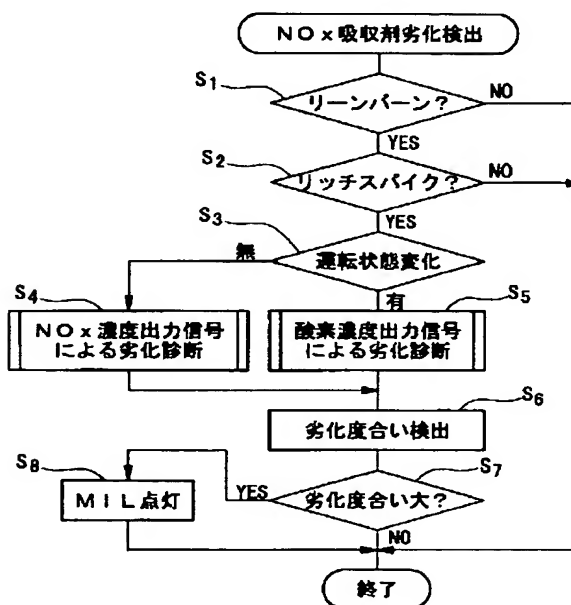 NOx吸収剤劣化検出
S1
リーンバーン?
NO
YES
S2
リッチスパイク?
NO
YES
S3
運転状態変化
無
有
S4
NOx濃度出力信号
による劣化診断
S5
酸素濃度出力信号
による劣化診断
S6
劣化度合い検出
S7
劣化度合い大?
YES
NO
S8
MIL点灯
終了